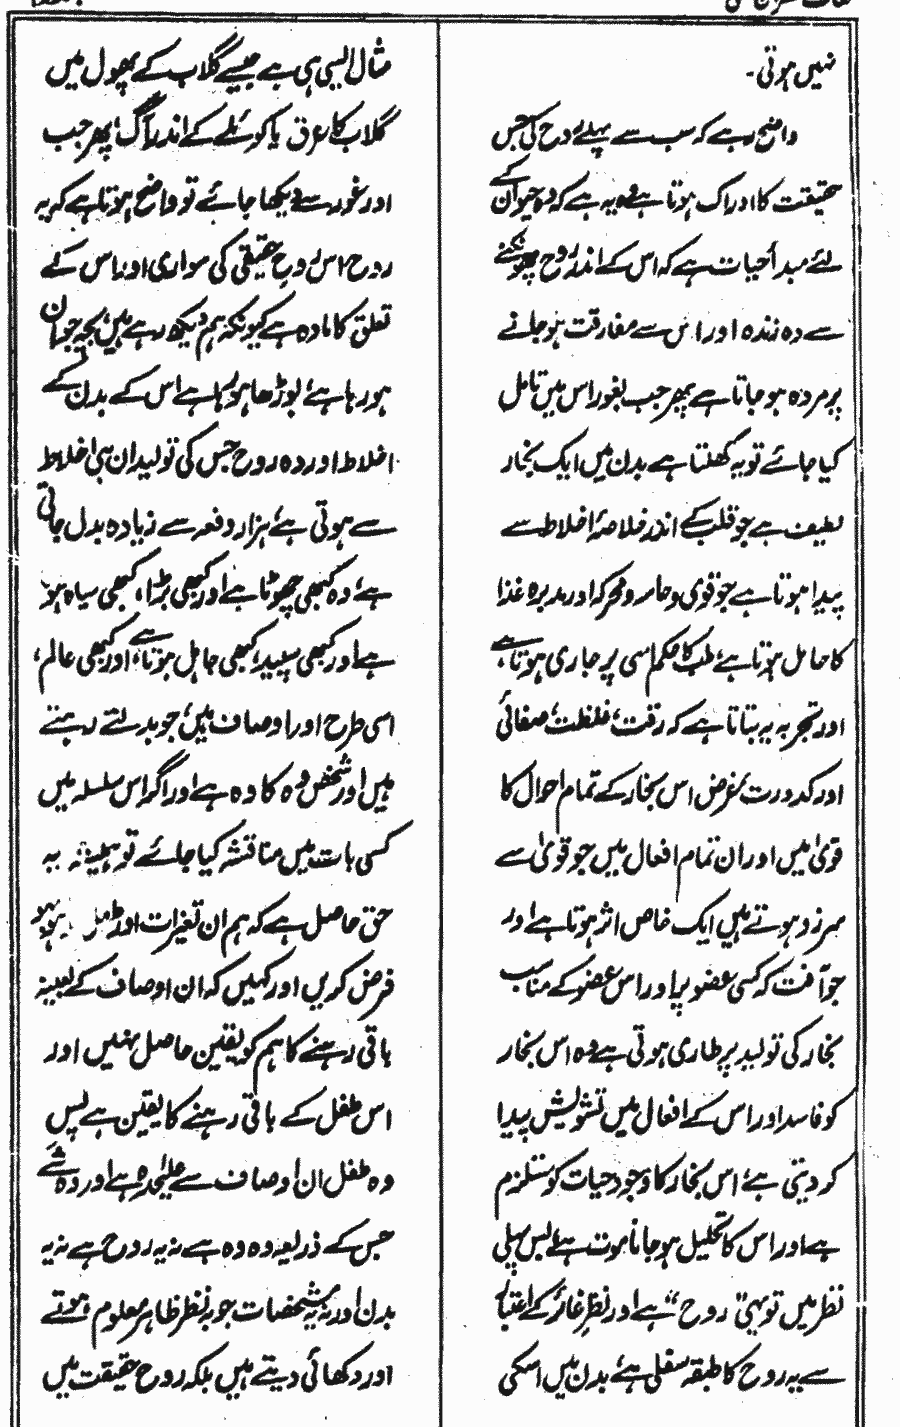 نہیں ہوتی۔
واضح رہے کہ سب سے پہلے روح کی جس
حقیقت کا ادراک ہوتا ہے وہ یہ ہے کہ وہ حیوان کے
لئے مبدأ حیات ہے کہ اس کے اندر روح پھونکنے
سے وہ زندہ اور اس سے مفارقت ہو جانے
پر مردہ ہو جاتا ہے پھر جب بغور اس میں تامل
کیا جائے تو یہ کھلتا ہے بدن میں ایک بخار
لطیف ہے جو قلب کے اندر خلاصۂ اخلاط سے
پیدا ہوتا ہے جو قویٰ و حاسہ و محرکہ اور مدبرہ غذا
کا حامل ہوتا ہے، طب کا حکم اسی پر جاری ہوتا ہے،
اور تجربہ یہ بتاتا ہے کہ رقت، غلظت، صفائی
اور کدورت، غرض اس بخار کے تمام احوال کا
قویٰ میں اور ان تمام افعال میں جو قویٰ سے
سرزد ہوتے ہیں ایک خاص اثر ہوتا ہے، اور
جو آفت کہ کسی عضو پر اور اس عضو کے مناسب
بخار کی تولید پر طاری ہوتی ہے وہ اس بخار
کو فاسد اور اس کے افعال میں تشویش پیدا
کر دیتی ہے، اس بخار کا وجود حیات کو مستلزم
ہے اور اس کا تحلیل ہو جانا موت ہے، بس پہلی
نظر میں تو یہی "روح" ہے اور نظر غائر کے اعتبار
سے یہ روح کا طبقہ سفلی ہے، بدن میں اسکی
مثال ایسی ہی ہے جیسے گلاب کے پھول میں
گلاب کا عرق یا کوئلے کے اندر آگ، پھر جب
اور غور سے دیکھا جائے تو واضح ہوتا ہے کہ یہ
روح اس روح حقیقی کی سواری اور اس کے
تعلق کا مادہ ہے کیونکہ ہم دیکھ رہے ہیں بچہ جوان
ہو رہا ہے، بوڑھا ہو رہا ہے اس کے بدن کے
اخلاط اور وہ روح جس کی تولید ان ہی اخلاط
سے ہوتی ہے، ہزار دفعہ سے زیادہ بدل جاتی
ہے، وہ کبھی چھوٹا ہے اور کبھی بڑا، کبھی سیاہ ہوتا
ہے اور کبھی سپید، کبھی جاہل ہوتا ہے، اور کبھی عالم،
اسی طرح اور اوصاف ہیں، جو بدلتے رہتے
ہیں اور شخص وہ کا وہ ہے اور اگر اس سلسلہ میں
کسی بات میں مناقشہ کیا جائے تو ہمیشہ یہ
حق حاصل ہے کہ ہم ان تغیرات اور طفل ہی کو
فرض کریں اور کہیں کہ ان اوصاف کے بعینہ
باقی رہنے کا ہم کو یقین حاصل نہیں اور
اس طفل کے باقی رہنے کا یقین ہے پس
وہ طفل ان اوصاف سے علیحدہ ہے اور وہ شے
جس کے ذریعہ وہ وہ ہے نہ یہ روح ہے نہ یہ
بدن اور نہ یہ مشخصات جو بہ نظر ظاہر معلوم ہوتے
اور دکھائی دیتے ہیں بلکہ روح حقیقت میں